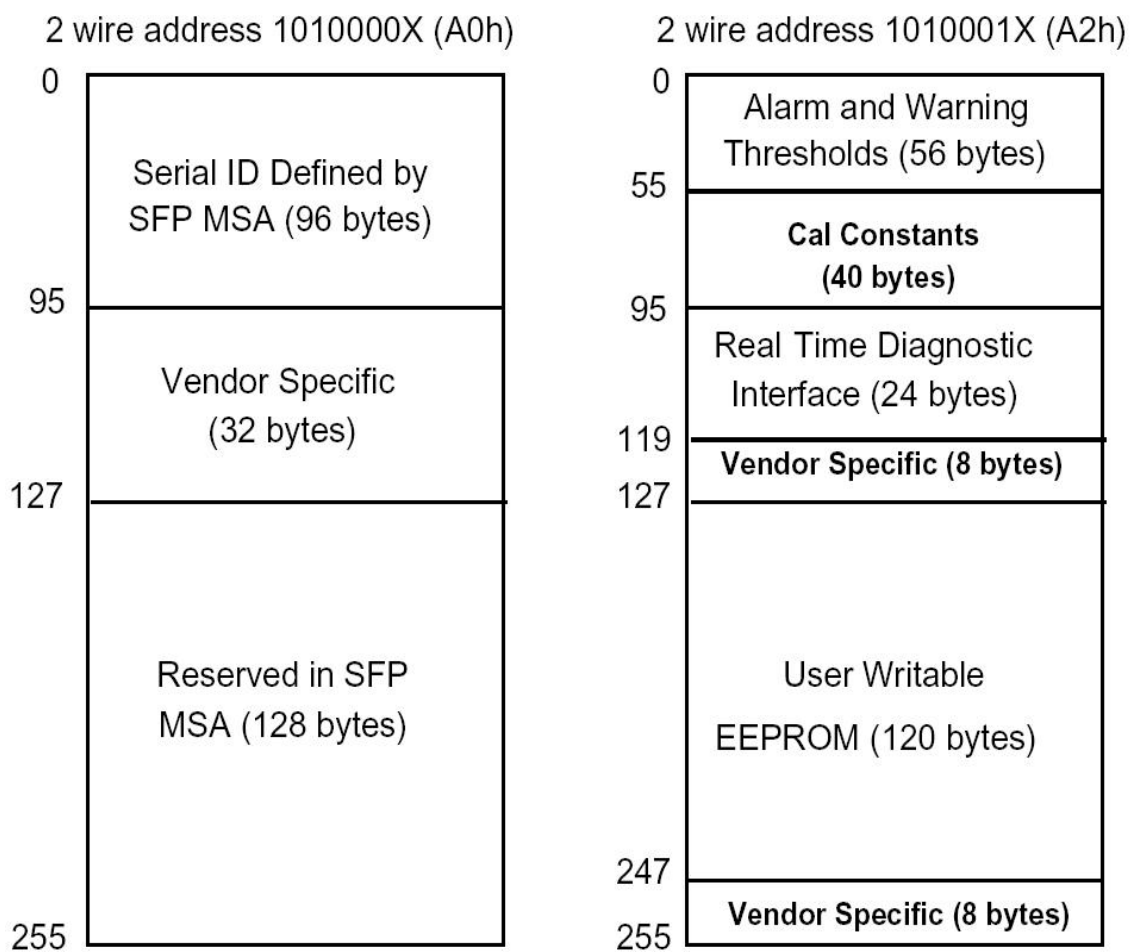 2 wire address 1010000X (A0h)
0
Serial ID Defined by
SFP MSA (96 bytes)
95
Vendor Specific
(32 bytes)
127
Reserved in SFP
MSA (128 bytes)
255
2 wire address 1010001X (A2h)
0
Alarm and Warning
Thresholds (56 bytes)
55
Cal Constants
(40 bytes)
95
Real Time Diagnostic
Interface (24 bytes)
119
Vendor Specific (8 bytes)
127
User Writable
EEPROM (120 bytes)
247
Vendor Specific (8 bytes)
255